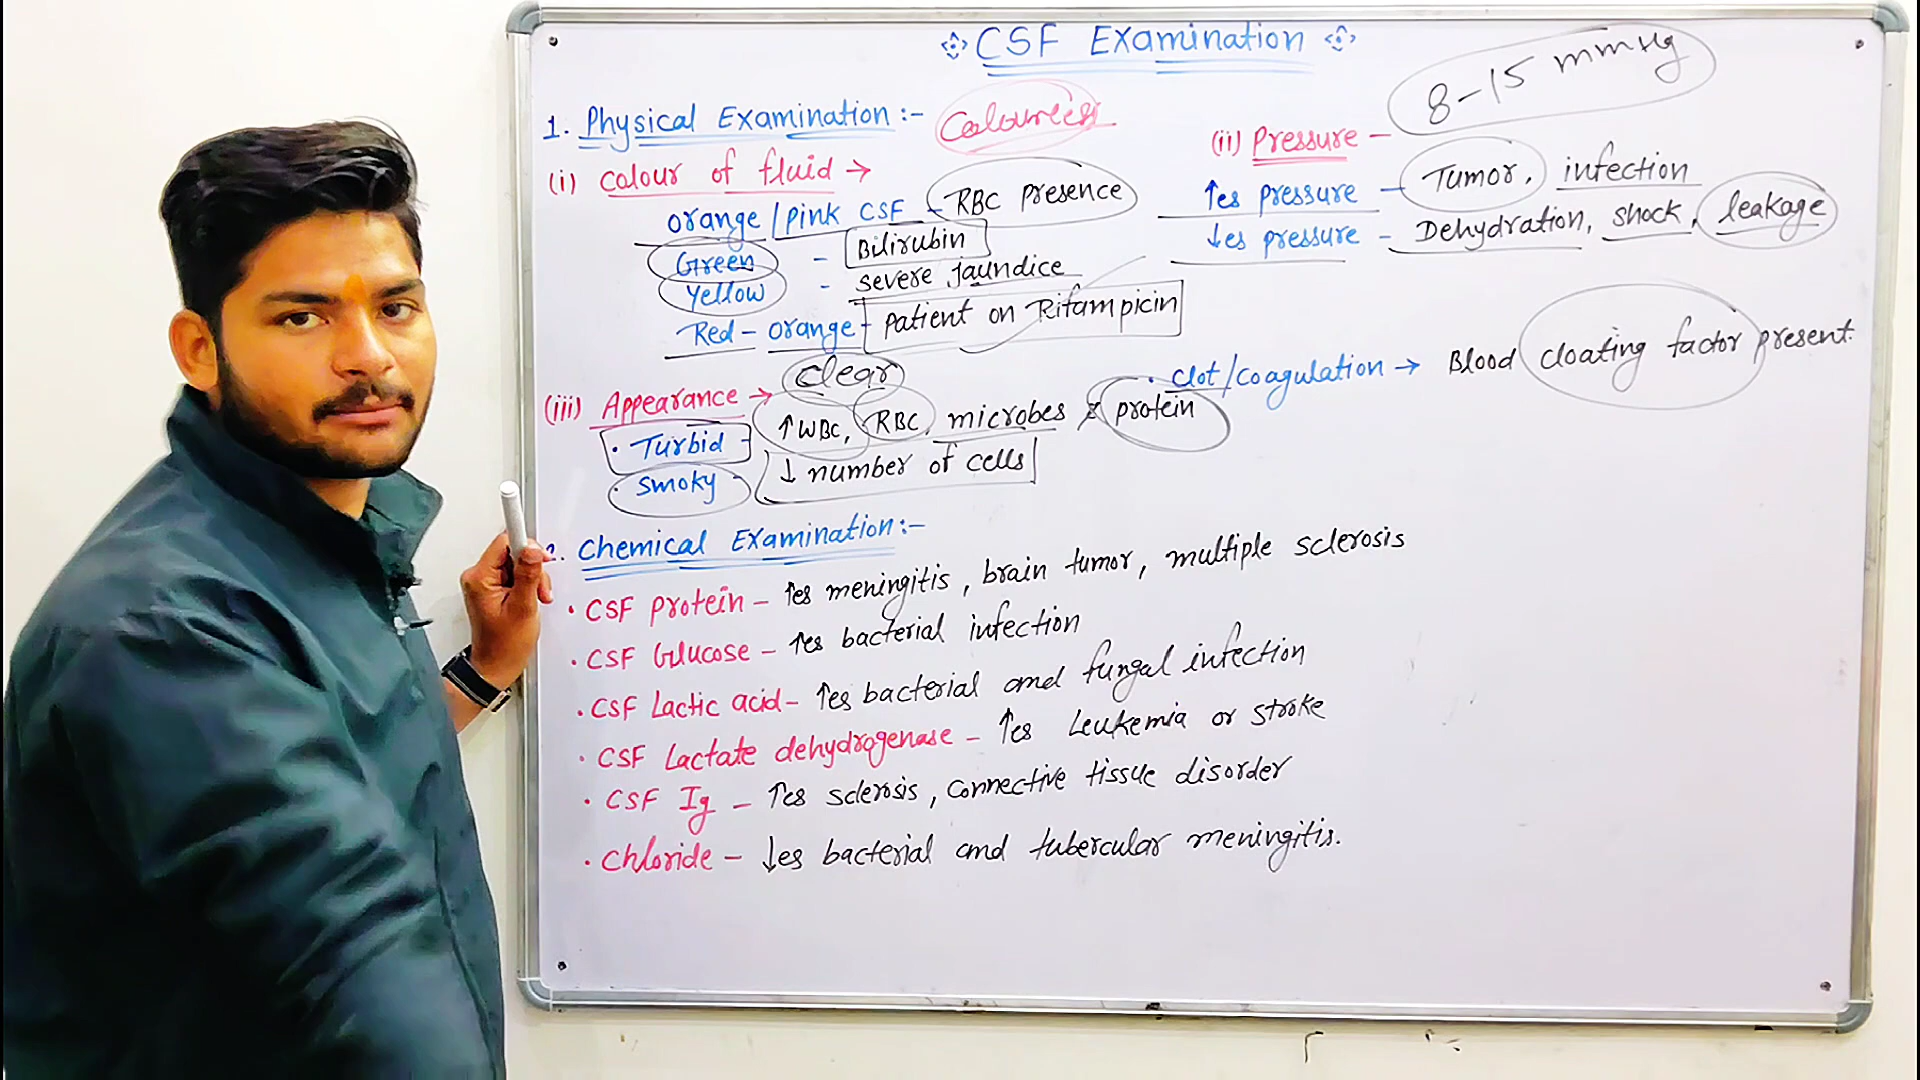 CSF Examination
1. Physical Examination :- Colourless
(i) Colour of fluid →
Orange / Pink CSF - RBC presence
Green - Bilirubin
Yellow - severe jaundice
Red - orange - patient on Rifampicin
(ii) Pressure - 8-15 mmHg
↑es pressure - Tumor, infection
↓es pressure - Dehydration, shock, leakage
(iii) Appearance → clear
· Turbid - ↑ WBC, RBC, microbes & protein
· Smoky - ↓ number of cells
· Clot/coagulation → Blood cloating factor present.
2. Chemical Examination :-
· CSF protein - ↑es meningitis, brain tumor, multiple sclerosis
· CSF Glucose - ↑es bacterial infection
· CSF Lactic acid - ↑es bacterial and fungal infection
· CSF Lactate dehydrogenase - ↑es Leukemia or stroke
· CSF Ig - ↑es sclerosis, connective tissue disorder
· Chloride - ↓es bacterial and tubercular meningitis.